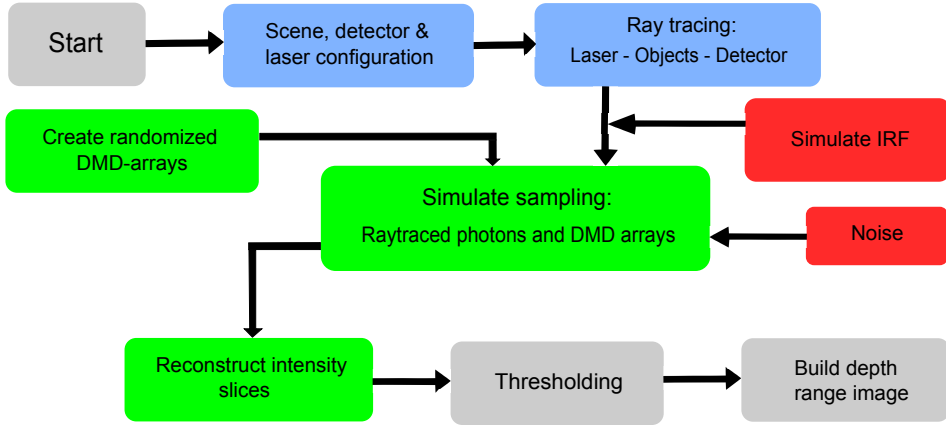 Start
Scene, detector &
laser configuration
Ray tracing:
Laser - Objects - Detector
Create randomized
DMD-arrays
Simulate IRF
Simulate sampling:
Raytraced photons and DMD arrays
Noise
Reconstruct intensity
slices
Thresholding
Build depth
range image